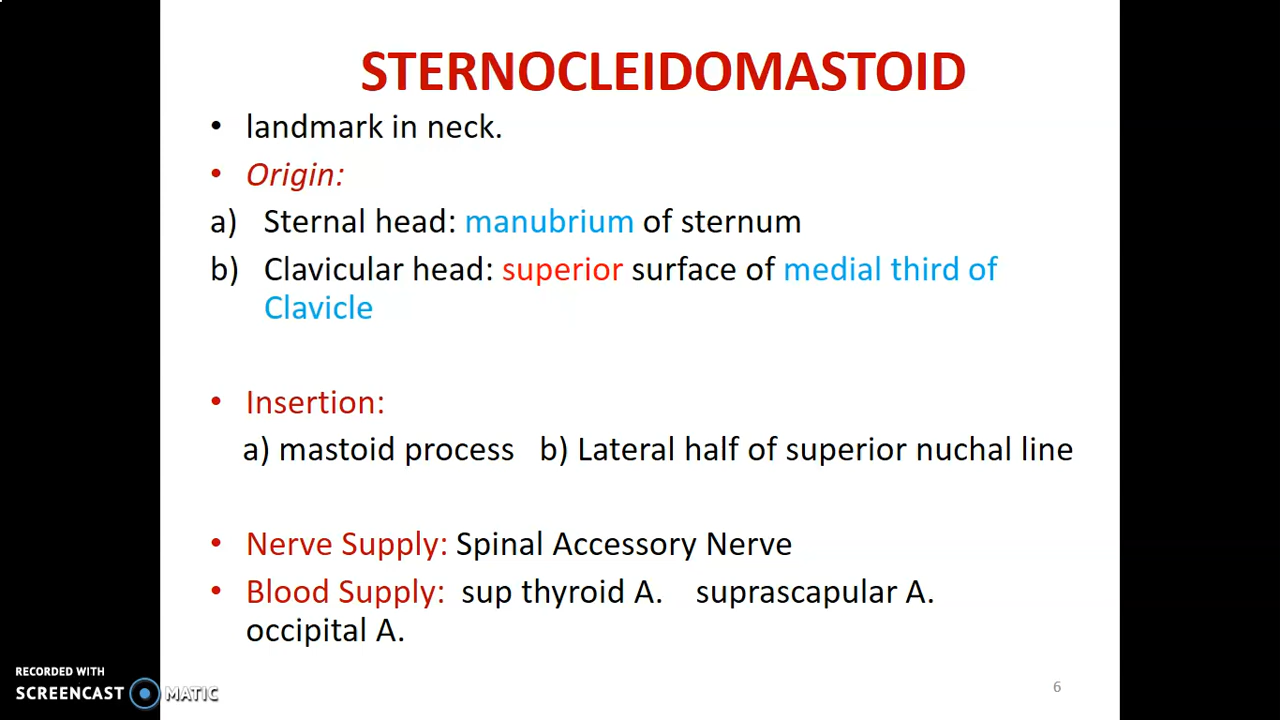 STERNOCLEIDOMASTOID
• landmark in neck.
• Origin:
a) Sternal head: manubrium of sternum
b) Clavicular head: superior surface of medial third of
Clavicle
• Insertion:
a) mastoid process b) Lateral half of superior nuchal line
• Nerve Supply: Spinal Accessory Nerve
• Blood Supply: sup thyroid A. suprascapular A.
occipital A.
RECORDED WITH
SCREENCAST MATIC
6